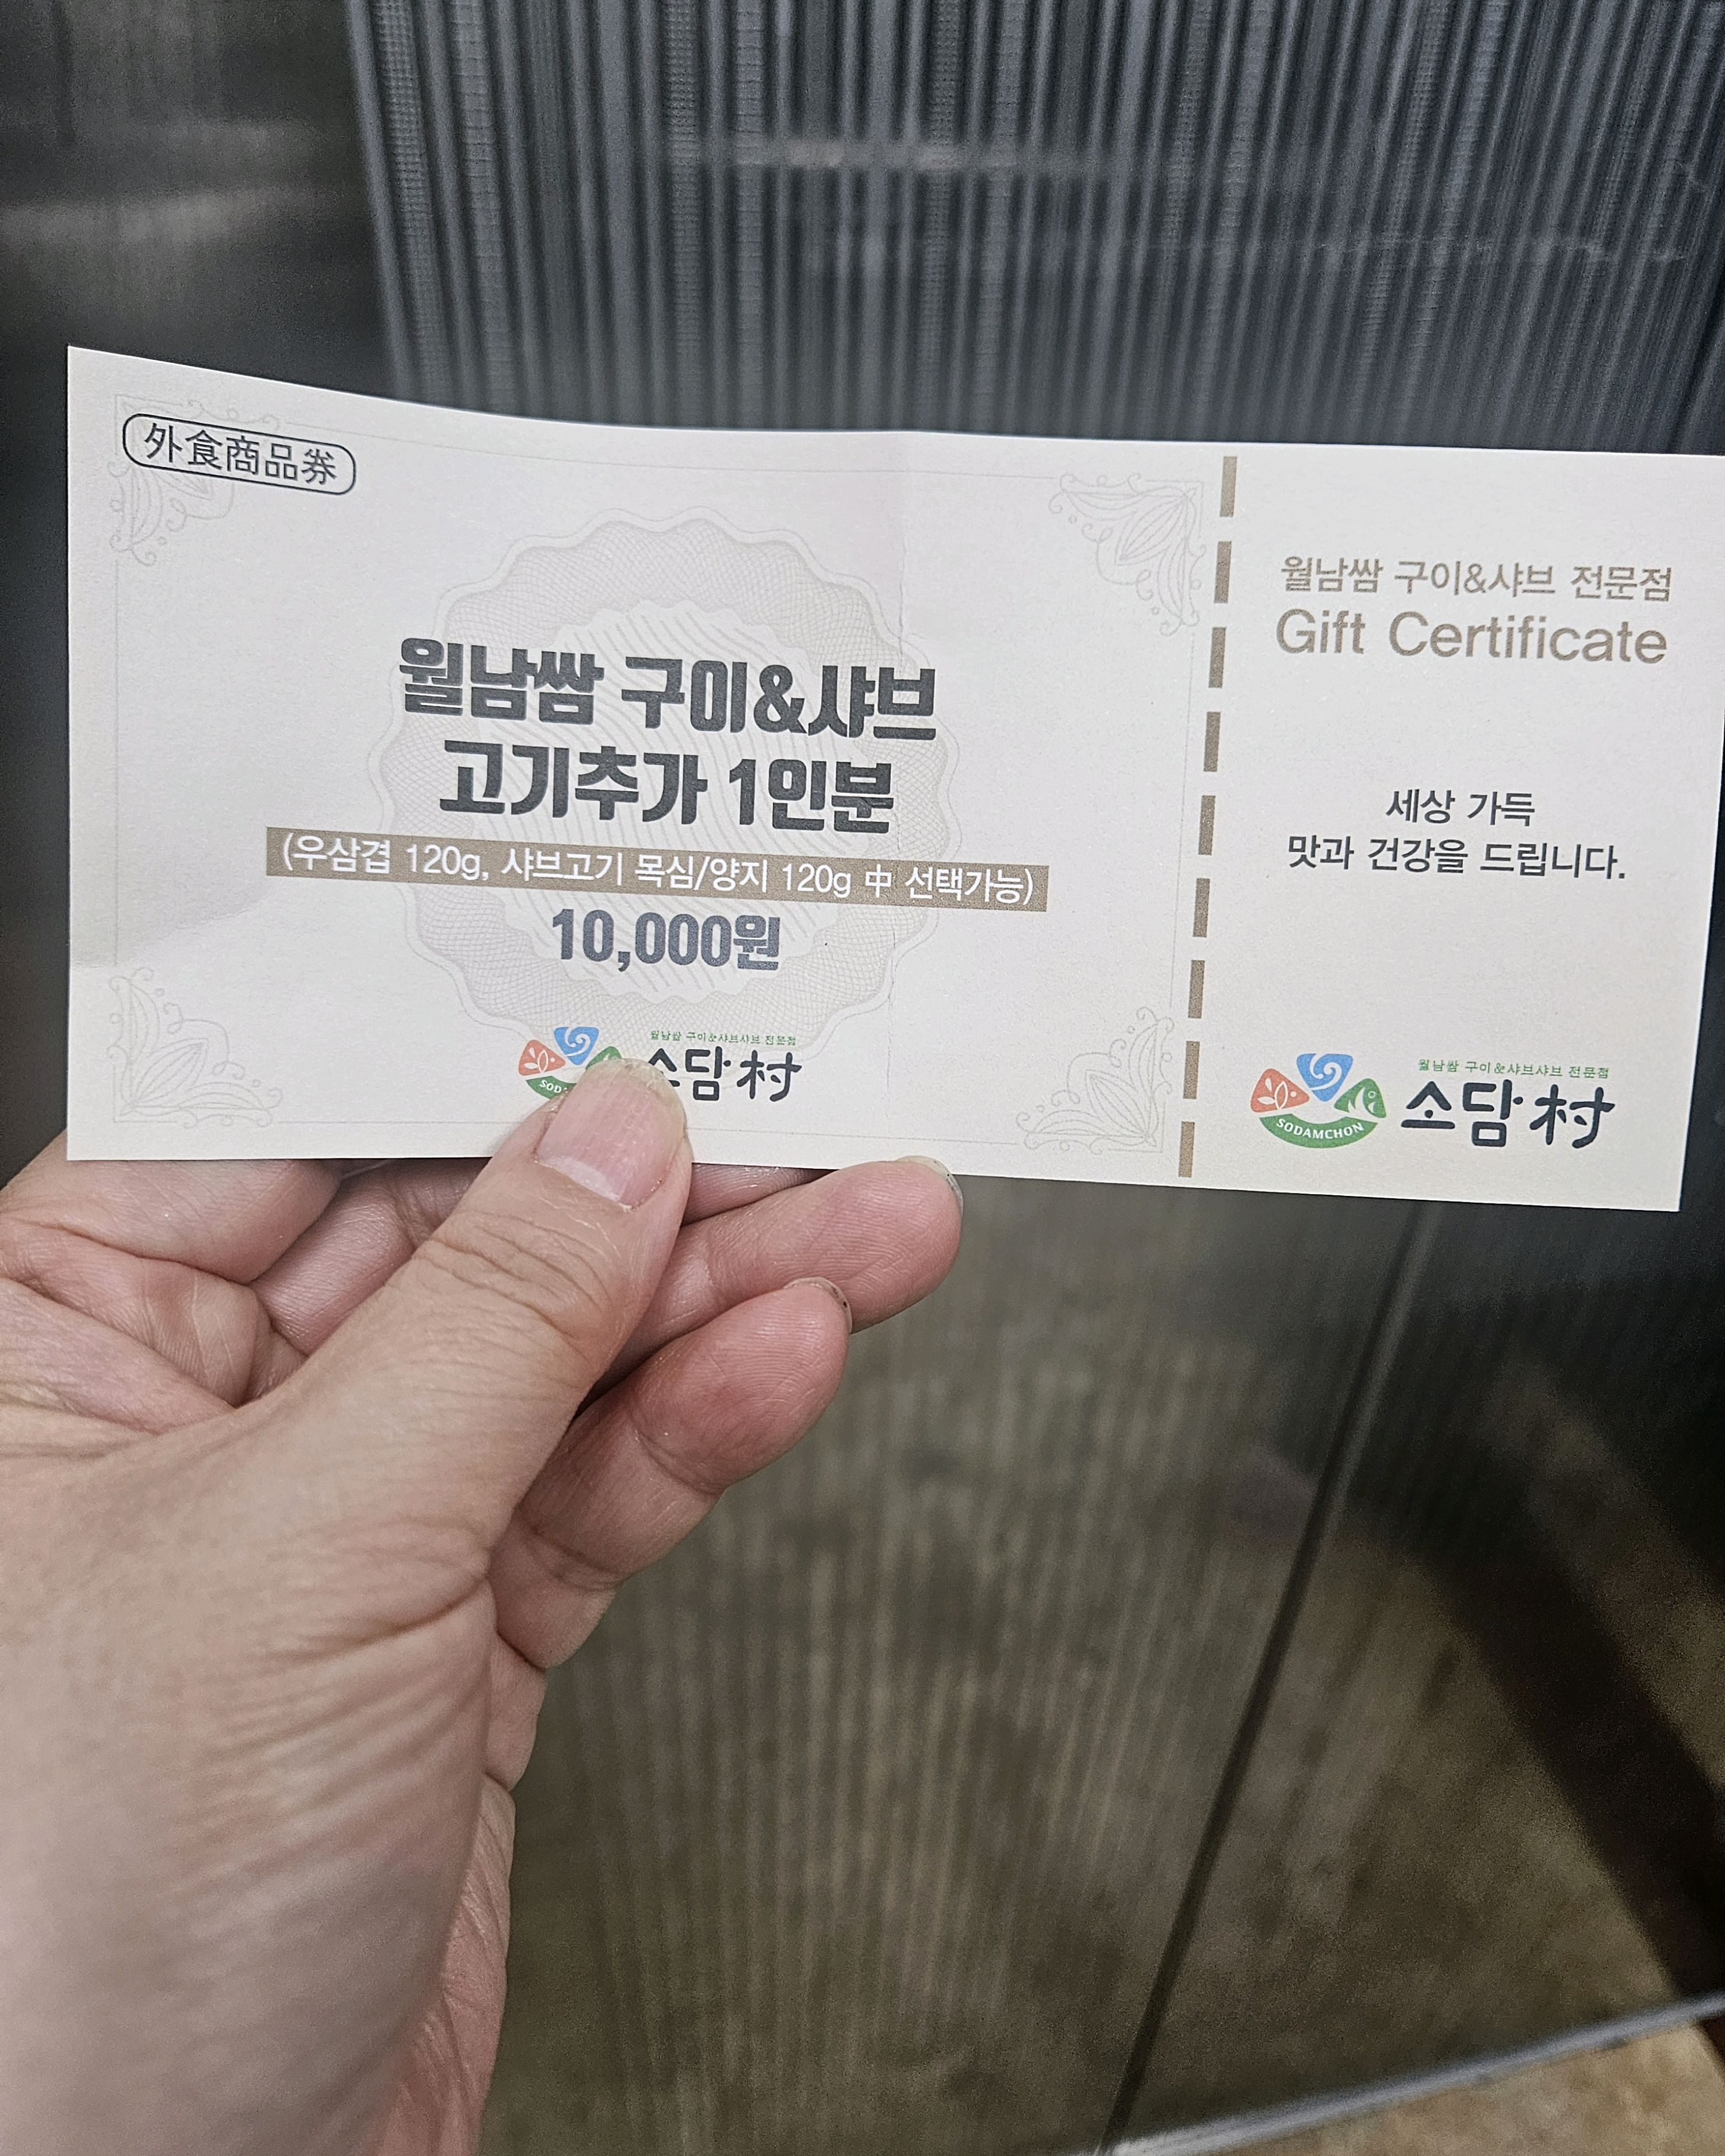 外食商品券
월남쌈 구이&샤브
고기추가 1인분
(우삼겹 120g, 샤브고기 목심/양지 120g 中 선택가능)
10,000원
월남쌈 구이&샤브샤브 전문점
소담村
월남쌈 구이&샤브 전문점
Gift Certificate
세상 가득
맛과 건강을 드립니다.
월남쌈 구이&샤브샤브 전문점
SODAMCHON
소담村